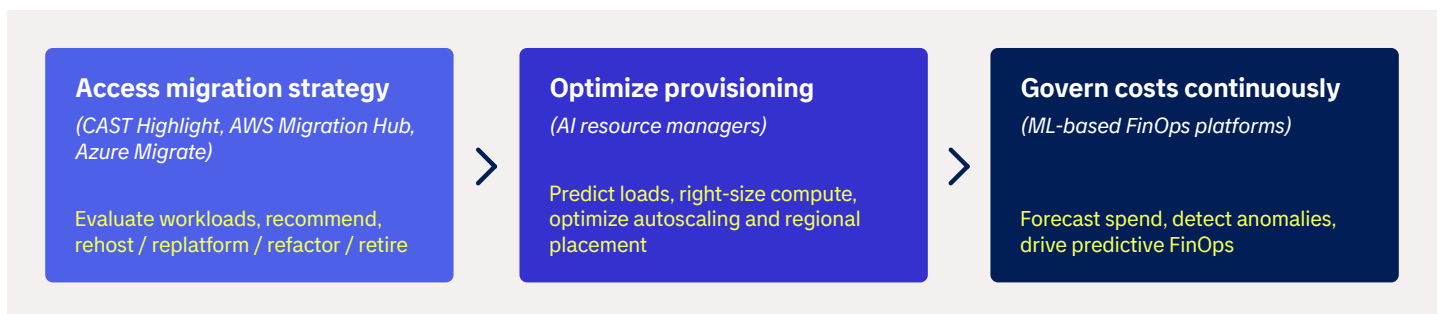 Access migration strategy
(CAST Highlight, AWS Migration Hub,
Azure Migrate)
Evaluate workloads, recommend,
rehost / replatform / refactor / retire
Optimize provisioning
(AI resource managers)
Predict loads, right-size compute,
optimize autoscaling and regional
placement
Govern costs continuously
(ML-based FinOps platforms)
Forecast spend, detect anomalies,
drive predictive FinOps